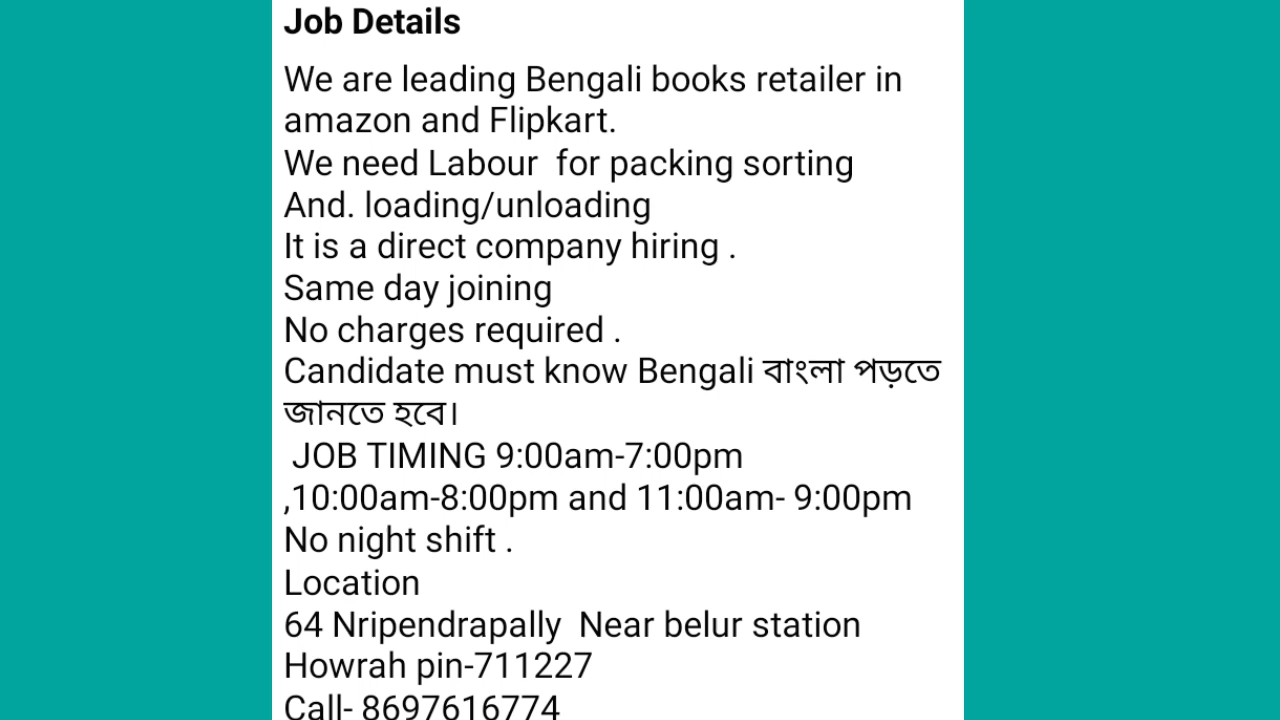 Job Details
We are leading Bengali books retailer in
amazon and Flipkart.
We need Labour  for packing sorting
And. loading/unloading
It is a direct company hiring .
Same day joining
No charges required .
Candidate must know Bengali বাংলা পড়তে
জানতে হবে।
JOB TIMING 9:00am-7:00pm
,10:00am-8:00pm and 11:00am- 9:00pm
No night shift .
Location
64 Nripendrapally  Near belur station
Howrah pin-711227
Call- 8697616774